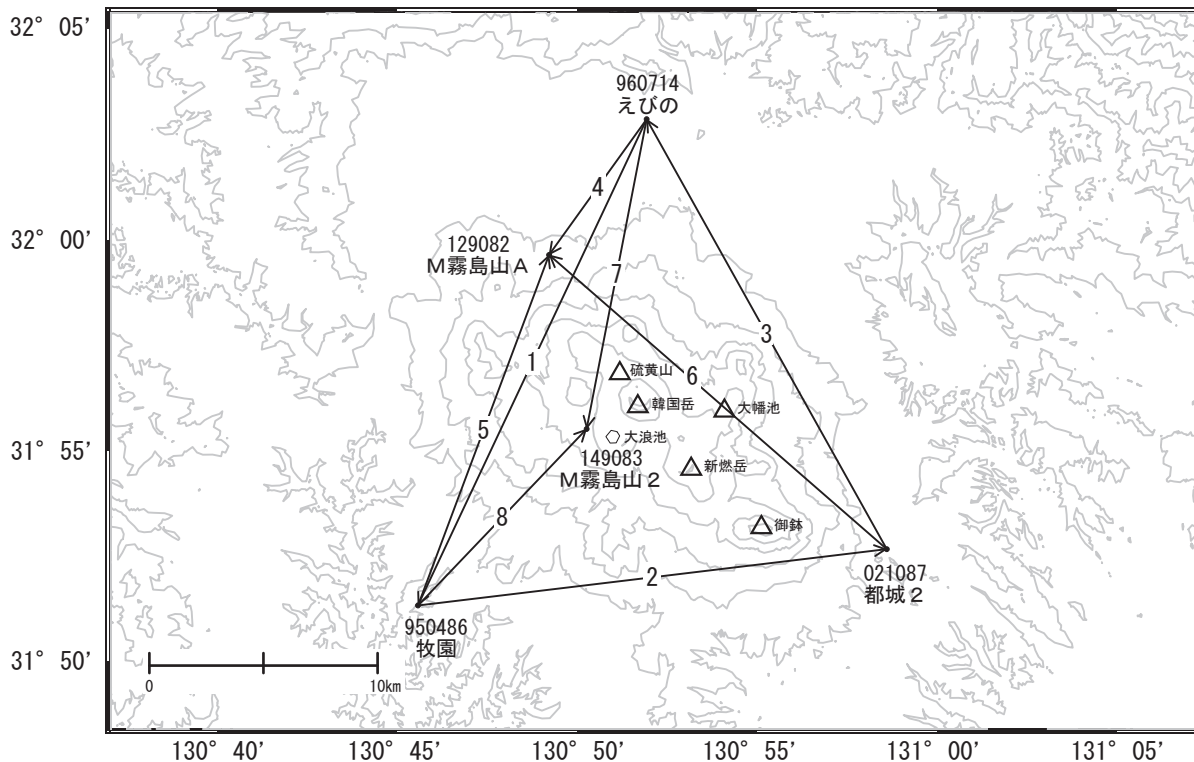 32° 05′
960714
えびの
4
32° 00′
129082
M霧島山A
7
3
1
6
硫黄山
韓国岳
大幡池
5
大浪池
31° 55′
149083
M霧島山2
新燃岳
8
御鉢
2
021087
都城2
950486
牧園
31° 50′
0
10km
130° 40′
130° 45′
130° 50′
130° 55′
131° 00′
131° 05′